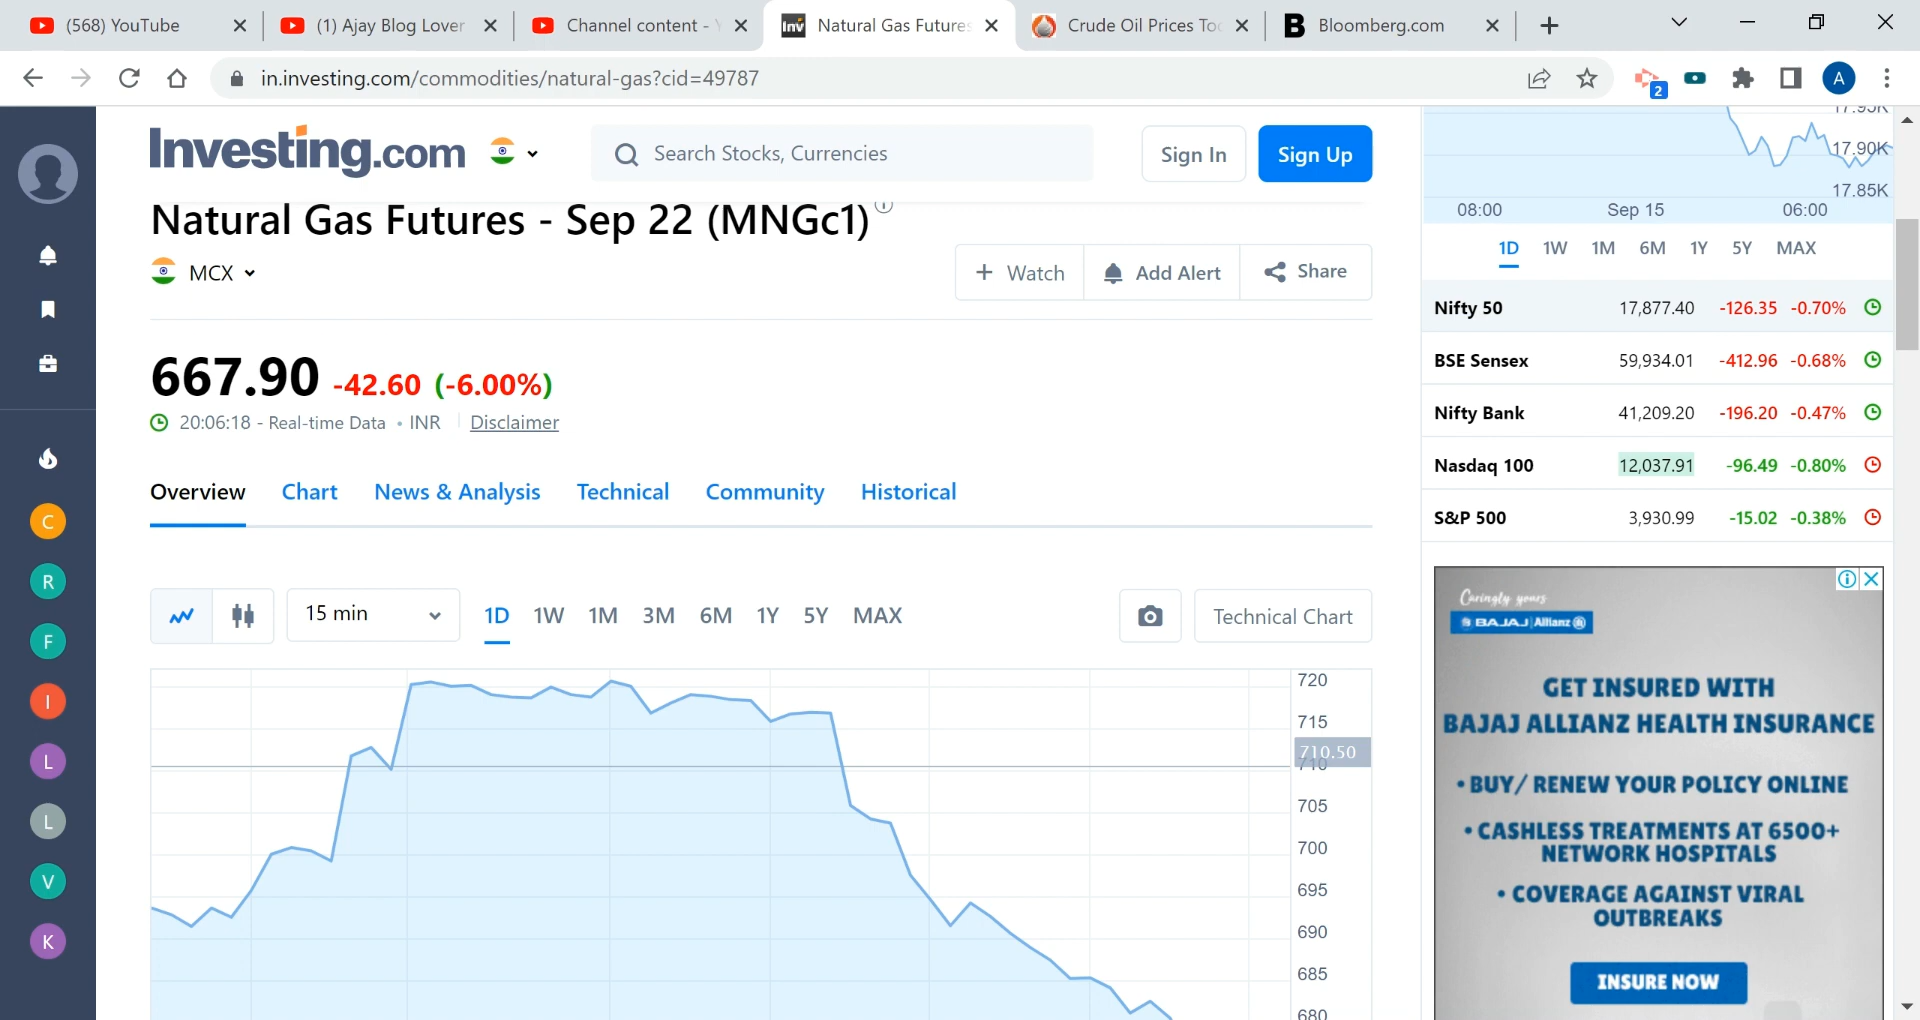 (568) YouTube
(1) Ajay Blog Lover
Channel content - Y
Natural Gas Futures
Crude Oil Prices Too
Bloomberg.com
in.investing.com/commodities/natural-gas?cid=49787
2
A
Investing.com
Search Stocks, Currencies
Sign In
Sign Up
Natural Gas Futures - Sep 22 (MNGc1)
MCX
+ Watch
Add Alert
Share
667.90 -42.60 (-6.00%)
20:06:18 - Real-time Data • INR
Disclaimer
Overview
Chart
News & Analysis
Technical
Community
Historical
15 min
1D 1W 1M 3M 6M 1Y 5Y MAX
Technical Chart
720
715
710.50
710
705
700
695
690
685
680
C
R
F
I
L
L
V
K
17.95K
17.90K
17.85K
08:00 Sep 15 06:00
1D 1W 1M 6M 1Y 5Y MAX
Nifty 50 17,877.40 -126.35 -0.70%
BSE Sensex 59,934.01 -412.96 -0.68%
Nifty Bank 41,209.20 -196.20 -0.47%
Nasdaq 100 12,037.91 -96.49 -0.80%
S&P 500 3,930.99 -15.02 -0.38%
Caringly yours
BAJAJ Allianz
GET INSURED WITH
BAJAJ ALLIANZ HEALTH INSURANCE
• BUY/ RENEW YOUR POLICY ONLINE
• CASHLESS TREATMENTS AT 6500+
NETWORK HOSPITALS
• COVERAGE AGAINST VIRAL
OUTBREAKS
INSURE NOW